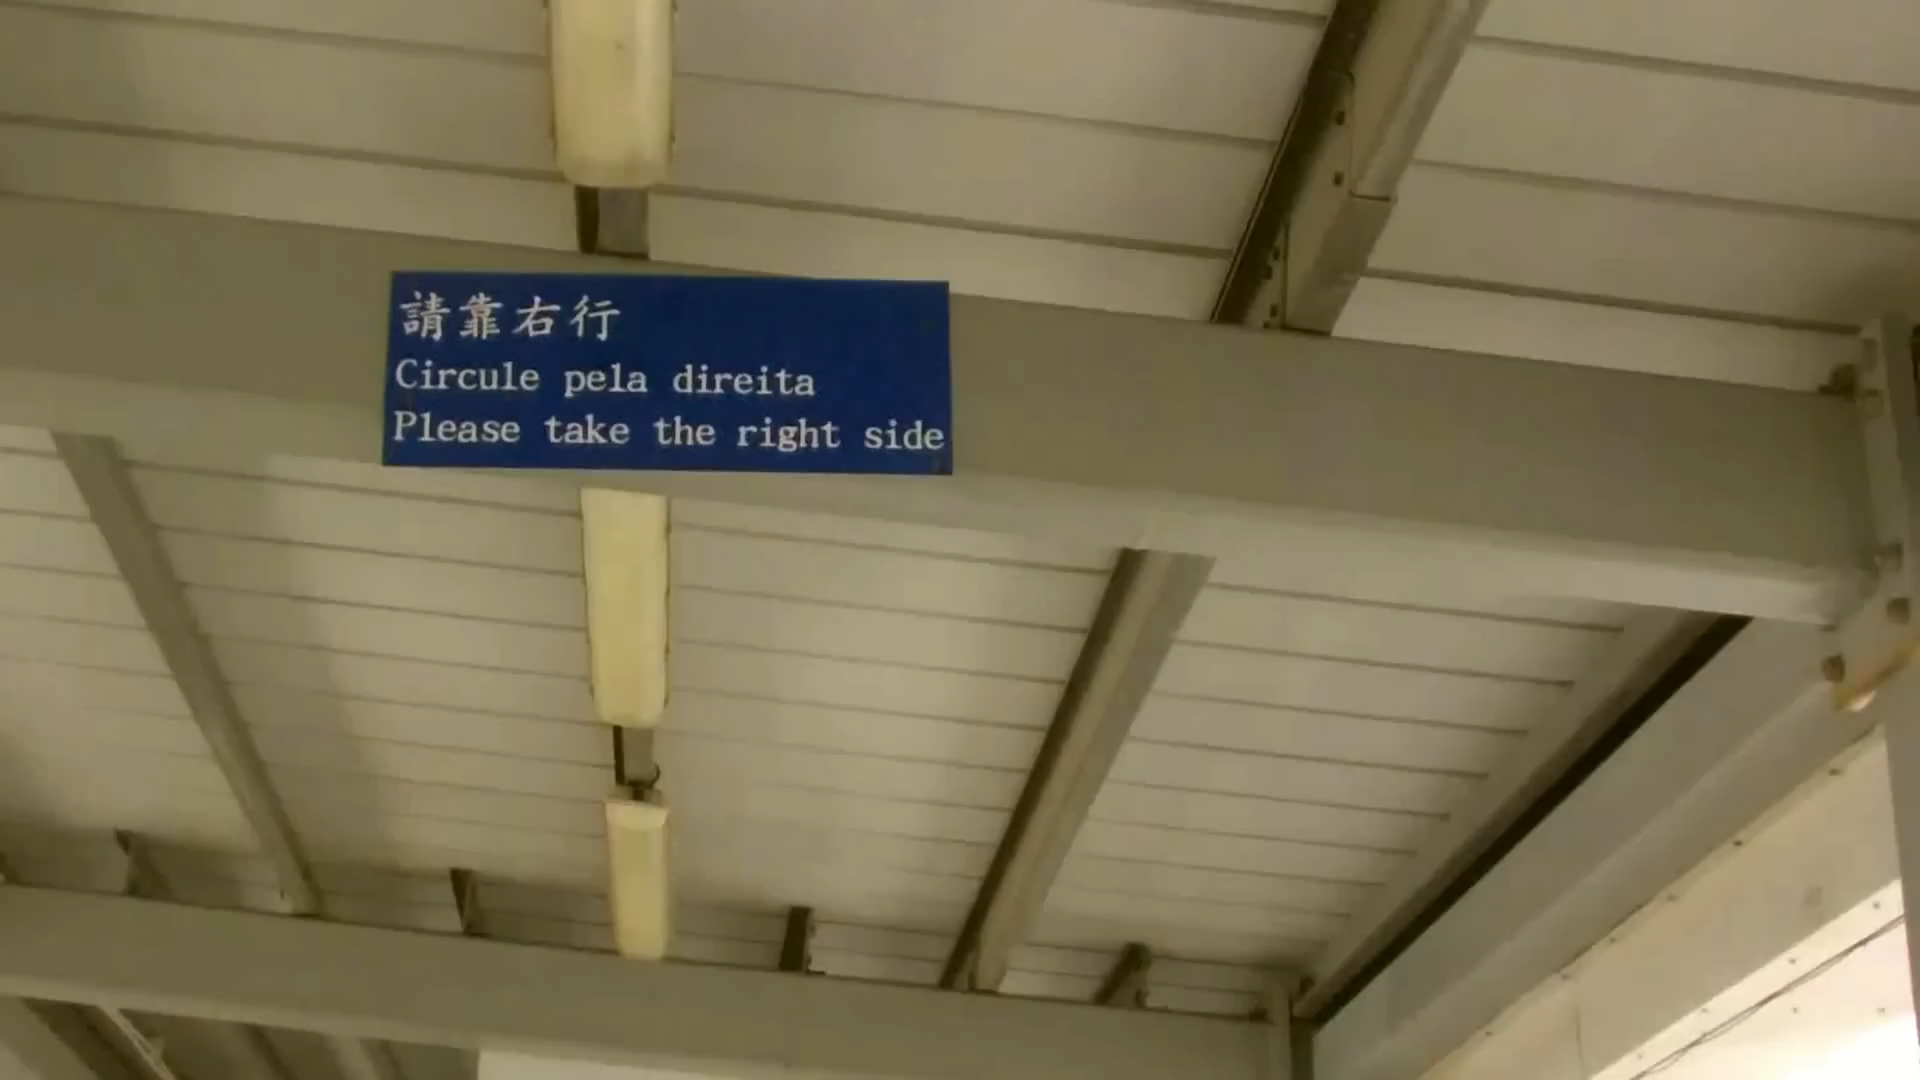 請靠右行
Circule pela direita
Please take the right side